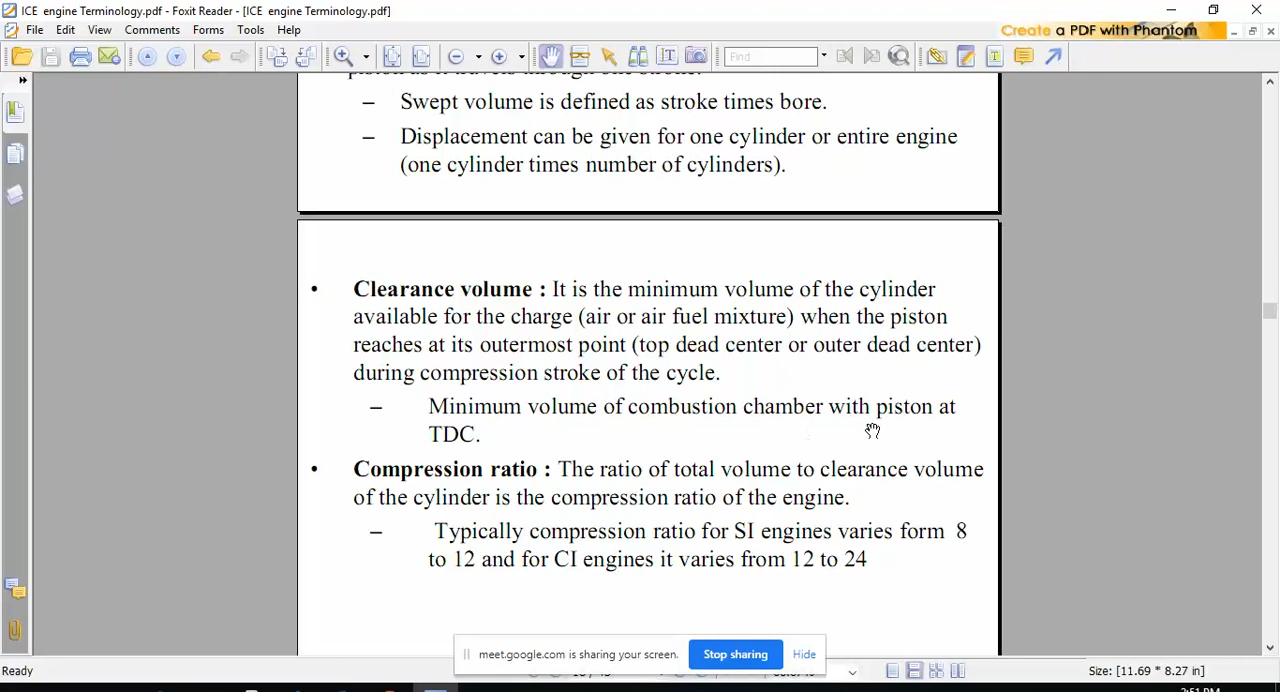 ICE engine Terminology.pdf - Foxit Reader - [ICE engine Terminology.pdf]
File Edit View Comments Forms Tools Help
Create a PDF with Phantom
Find
– Swept volume is defined as stroke times bore.
– Displacement can be given for one cylinder or entire engine
(one cylinder times number of cylinders).
• Clearance volume : It is the minimum volume of the cylinder
available for the charge (air or air fuel mixture) when the piston
reaches at its outermost point (top dead center or outer dead center)
during compression stroke of the cycle.
– Minimum volume of combustion chamber with piston at
TDC.
• Compression ratio : The ratio of total volume to clearance volume
of the cylinder is the compression ratio of the engine.
– Typically compression ratio for SI engines varies form 8
to 12 and for CI engines it varies from 12 to 24
meet.google.com is sharing your screen. Stop sharing Hide
Ready
Size: [11.69 * 8.27 in]